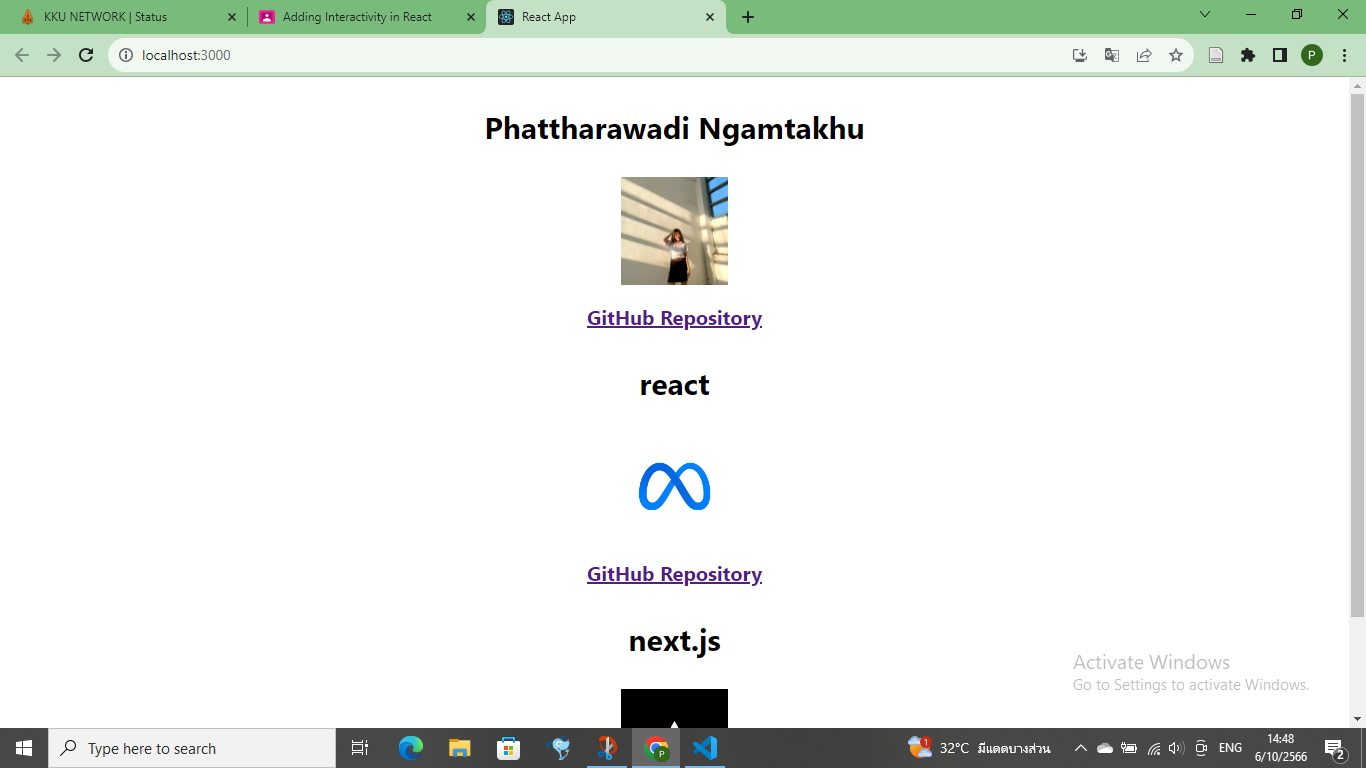 KKU NETWORK | Status
Adding Interactivity in React
React App
localhost:3000
P
Phattharawadi Ngamtakhu
GitHub Repository
react
GitHub Repository
next.js
Activate Windows
Go to Settings to activate Windows.
Type here to search
P
1
32°C มีแดดบางส่วน
ENG
14:48
6/10/2566
2